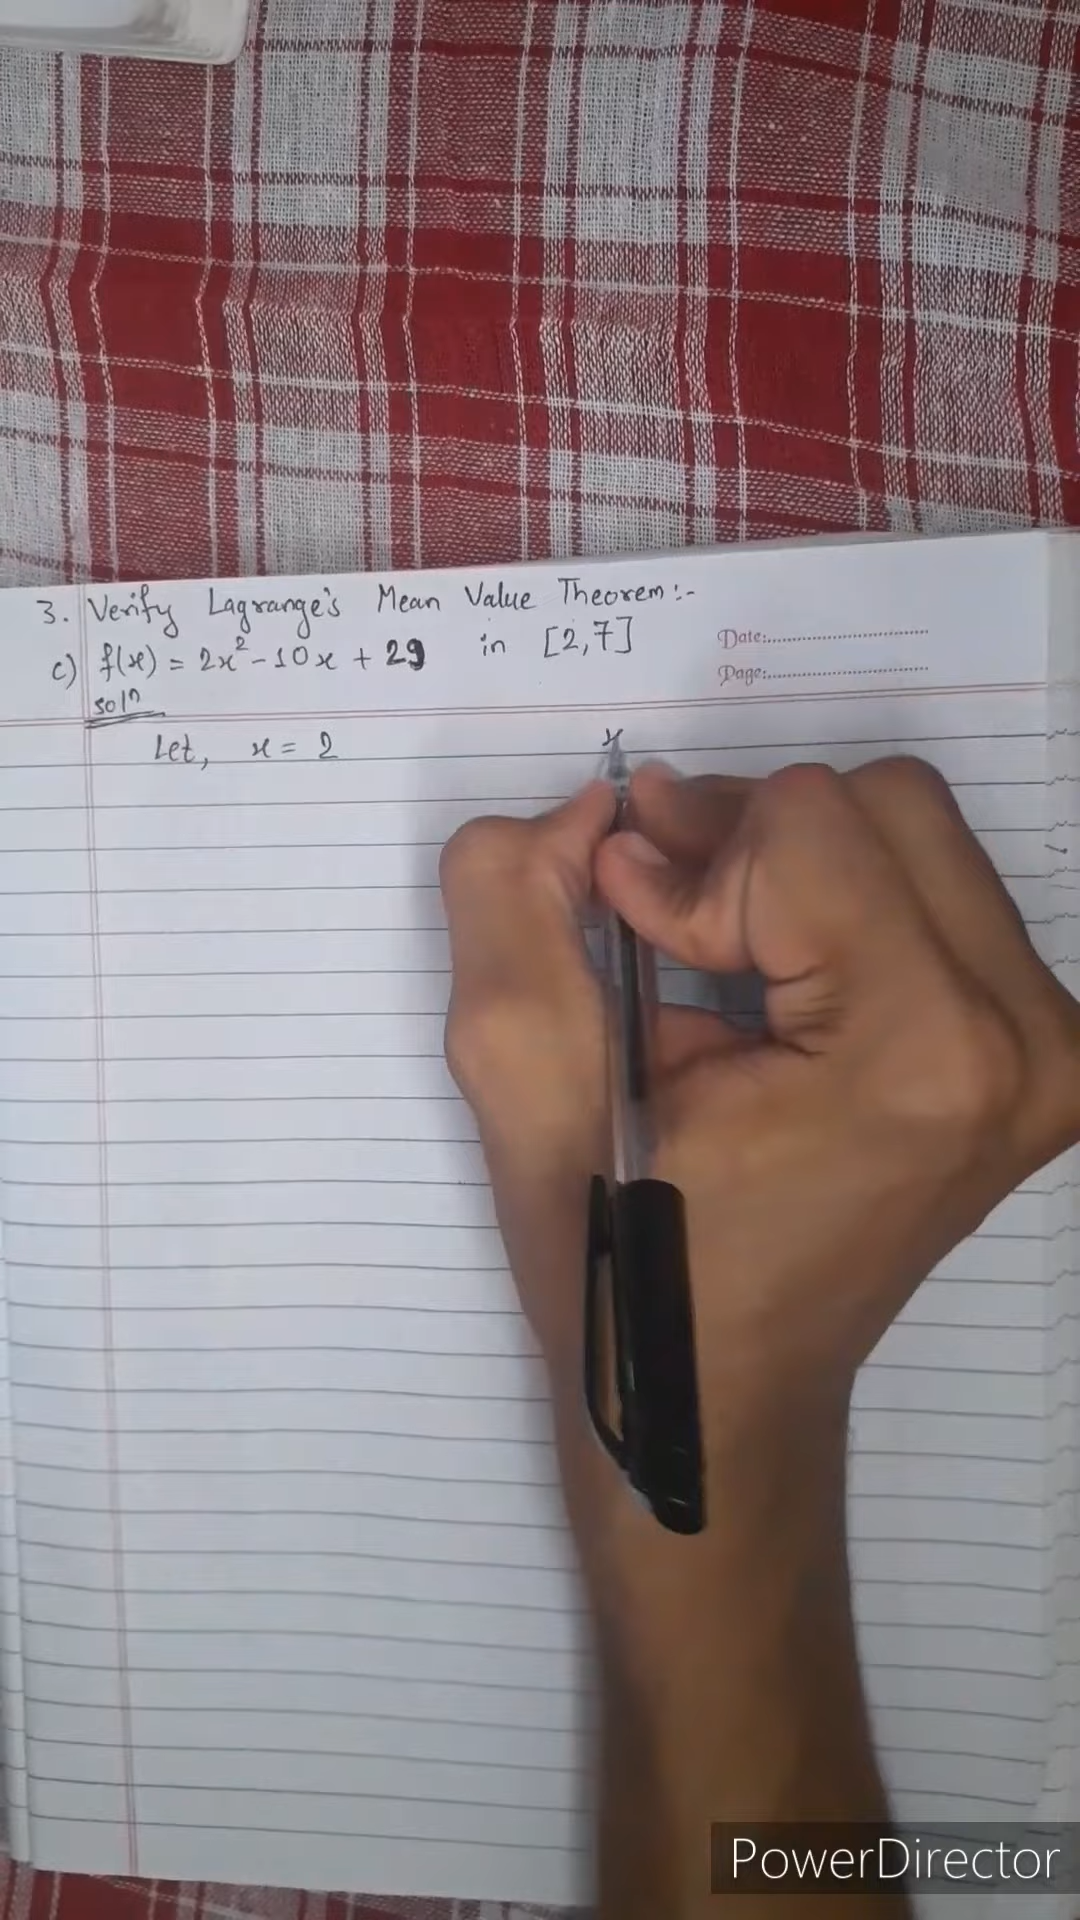 3. Verify Lagrange's Mean Value Theorem:-
c) f(x) = 2x² - 10x + 29 in [2,7]
Date:
Page:
soln
Let, x = 2 x
PowerDirector